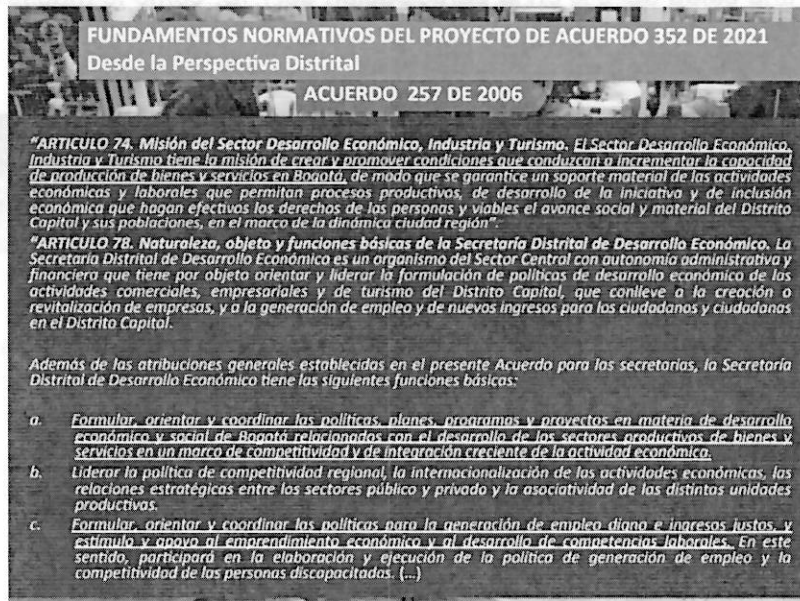 FUNDAMENTOS NORMATIVOS DEL PROYECTO DE ACUERDO 352 DE 2021
Desde la Perspectiva Distrital
ACUERDO 257 DE 2006
"ARTICULO 74. Misión del Sector Desarrollo Económico, Industria y Turismo. El Sector Desarrollo Económico,
Industria y Turismo tiene la misión de crear y promover condiciones que conduzcan a incrementar la capacidad
de producción de bienes y servicios en Bogotá, de modo que se garantice un soporte material de las actividades
económicas y laborales que permitan procesos productivos, de desarrollo de la iniciativa y de inclusión
económica que hagan efectivos los derechos de las personas y viables el avance social y material del Distrito
Capital y sus poblaciones, en el marco de la dinámica ciudad región".
"ARTICULO 78. Naturaleza, objeto y funciones básicas de la Secretaría Distrital de Desarrollo Económico. La
Secretaría Distrital de Desarrollo Económico es un organismo del Sector Central con autonomía administrativa y
financiera que tiene por objeto orientar y liderar la formulación de políticas de desarrollo económico de las
actividades comerciales, empresariales y de turismo del Distrito Capital, que conlleve a la creación o
revitalización de empresas, y a la generación de empleo y de nuevos ingresos para los ciudadanos y ciudadanas
en el Distrito Capital.
Además de las atribuciones generales establecidas en el presente Acuerdo para las secretarías, la Secretaría
Distrital de Desarrollo Económico tiene las siguientes funciones básicas:
a. Formular, orientar y coordinar las políticas, planes, programas y proyectos en materia de desarrollo
económico y social de Bogotá relacionados con el desarrollo de los sectores productivos de bienes y
servicios en un marco de competitividad y de integración creciente de la actividad económica.
b. Liderar la política de competitividad regional, la internacionalización de las actividades económicas, las
relaciones estratégicas entre los sectores público y privado y la asociatividad de las distintas unidades
productivas.
c. Formular, orientar y coordinar las políticas para la generación de empleo digno e ingresos justos, y
estímulo y apoyo al emprendimiento económico y al desarrollo de competencias laborales. En este
sentido, participará en la elaboración y ejecución de la política de generación de empleo y la
competitividad de las personas discapacitadas. (...)